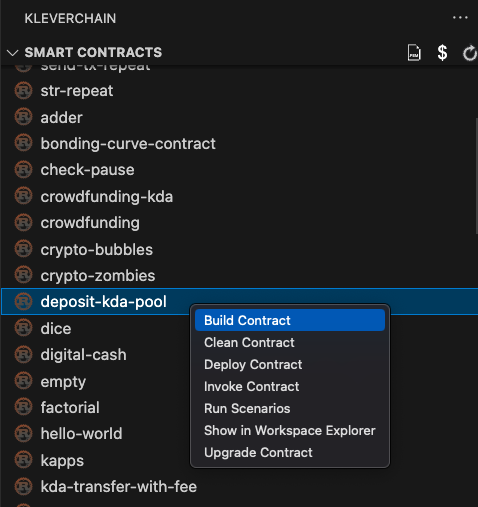 KLEVERCHAIN
SMART CONTRACTS
PEM
$
send-tx-repeat
str-repeat
adder
bonding-curve-contract
check-pause
crowdfunding-kda
crowdfunding
crypto-bubbles
crypto-zombies
deposit-kda-pool
dice
digital-cash
empty
factorial
hello-world
kapps
kda-transfer-with-fee
Build Contract
Clean Contract
Deploy Contract
Invoke Contract
Run Scenarios
Show in Workspace Explorer
Upgrade Contract